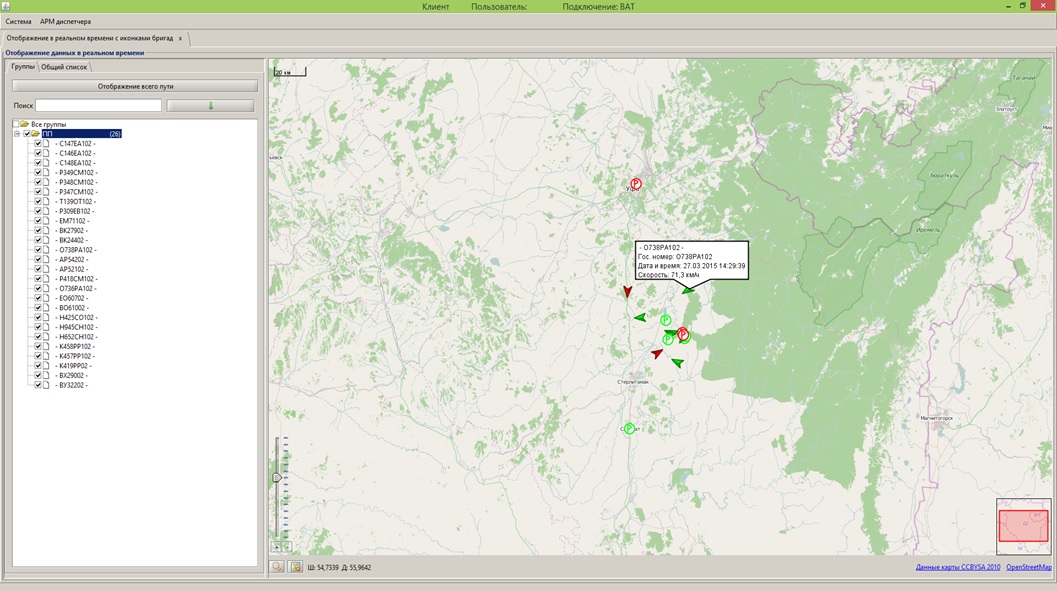 Клиент Пользователь: Подключение: ВАТ
Система АРМ диспетчера
Отображение в реальном времени с иконками бригад x
Отображение данных в реальном времени
Группы Общий список
Отображение всего пути
Поиск
Все группы
ПП (26)
- С147ЕА102 -
- С146ЕА102 -
- С148ЕА102 -
- Р349СМ102 -
- Р348СМ102 -
- Р347СМ102 -
- Т139ОТ102 -
- Р309ЕВ102 -
- ЕМ71102 -
- ВК27902 -
- ВК24402 -
- О738РА102 -
- АР54202 -
- АР52102 -
- Р418СМ102 -
- О736РА102 -
- ЕО60702 -
- ВО61002 -
- Н425СО102 -
- Н945СН102 -
- Н652СН102 -
- К458РР102 -
- К457РР102 -
- К419РР02 -
- ВХ29002 -
- ВУ32202 -
20 км
Таганай
Златоуст
Зюраткуль
Уфа
Иремель
- О738РА102 -
Гос. номер: О738РА102
Дата и время: 27.03.2015 14:29:39
Скорость: 71,3 км/ч
Стерлитамак
Магнитогорск
Ш: 54,7339 Д: 55,9642
Данные карты CCBYSA 2010 OpenStreetMap